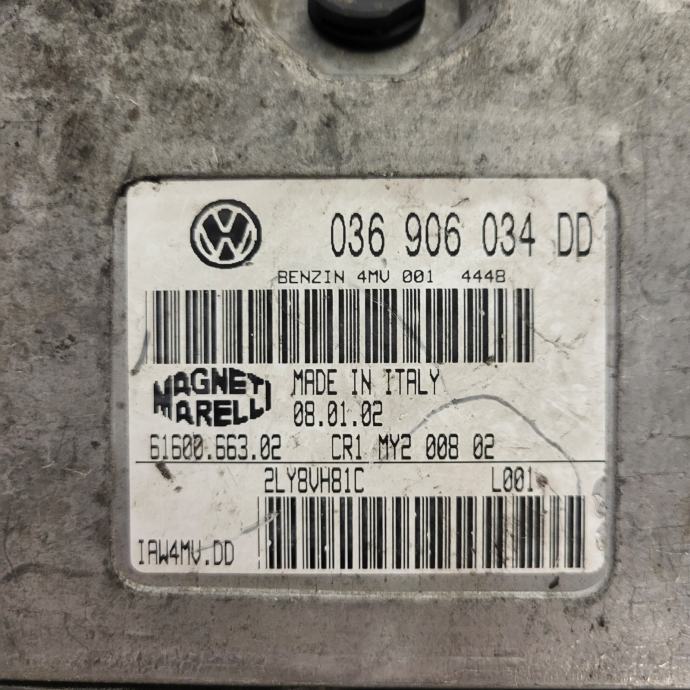 036 906 034 DD
BENZIN 4MV 001 4448
MAGNETI MARELLI
MADE IN ITALY
08.01.02
61600.663.02 CR1 MY2 008 02
2LY8VH81C L001
IAW4MV.DD